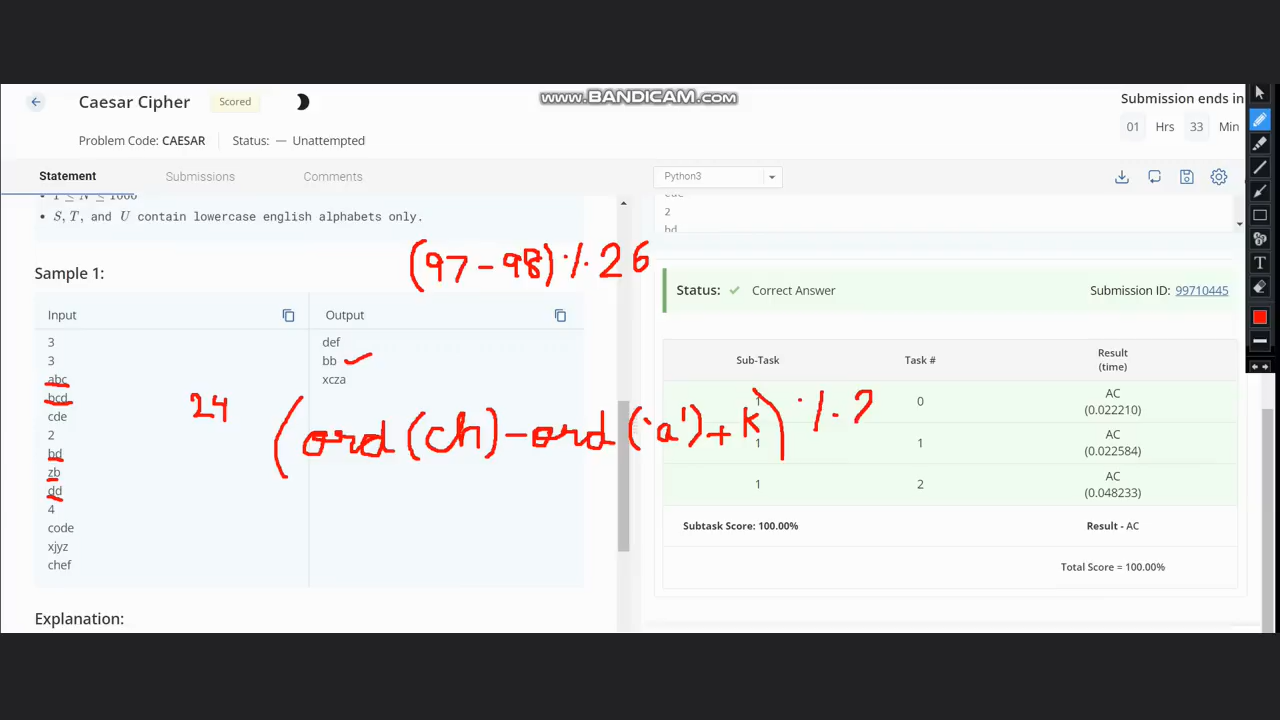 www.BANDICAM.com
Caesar Cipher
Scored
Submission ends in
Problem Code: CAESAR
Status: — Unattempted
01 Hrs 33 Min
Statement
Submissions
Comments
Python3
• S, T, and U contain lowercase english alphabets only.
2
(97-98)%26
Sample 1:
Status: ✓ Correct Answer
Submission ID: 99710445
Input
Output
3
3
abc
bcd
cde
2
bd
zb
dd
4
code
xjyz
chef
def
bb
xcza
24
(ord(ch)-ord('a')+k)%2
Sub-Task
Task #
Result
(time)
1
0
AC
(0.022210)
1
1
AC
(0.022584)
1
2
AC
(0.048233)
Subtask Score: 100.00%
Result - AC
Total Score = 100.00%
Explanation: